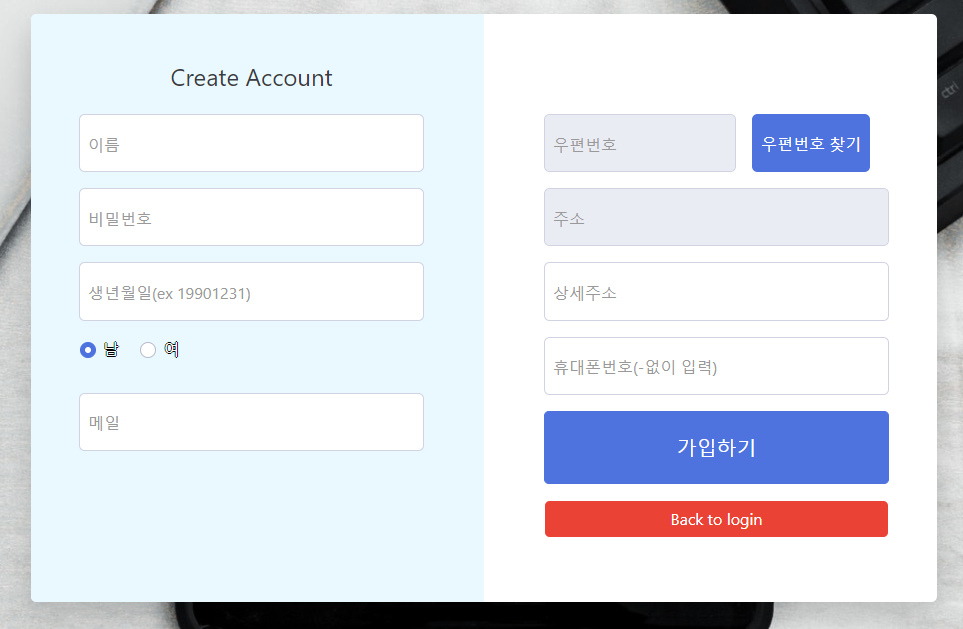 Create Account
이름
비밀번호
생년월일(ex 19901231)
남 여
메일
우편번호 우편번호 찾기
주소
상세주소
휴대폰번호(-없이 입력)
가입하기
Back to login
ctrl